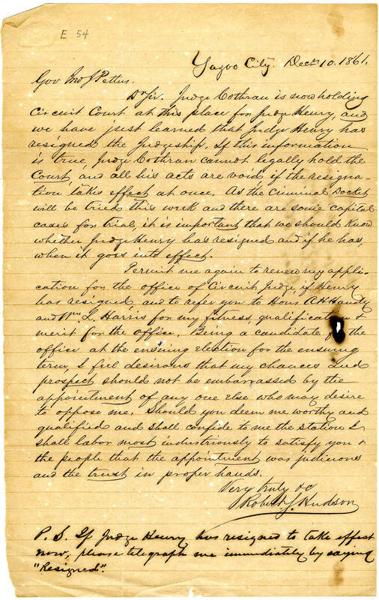 E 54
Yazoo City. Decr 10. 1861.
Gov Jno J Pettus.
Dr Sir. Judge Cothran is now holding
Circuit Court at this place for Judge Henry, and
we have just learned that Judge Henry has
resigned the Judgeship. If this information
is true, Judge Cothran cannot legally hold the
Court and all his acts are void if the resigna-
tion takes effect at once. As the Criminal Docket
will be tried this week and there are some capital
cases for trial, it is important that we should know
whether Judge Henry has resigned and if he has,
when it goes into effect.
Permit me again to renew my appli-
cation for the office of Circuit Judge, if Henry
has resigned, and to refer you to Hons A H Handy
and Wm L. Harris for my fitness, qualification &
merit for the office. Being a candidate for the
office at the ensuing election for the ensuing
term, I feel desirous that my chances and
prospect should not be embarrassed by the
appointment of any one else who may desire
to oppose me. Should you deem me worthy and
qualified and shall confide to me the station I
shall labor most industriously to satisfy you &
the people that the appointment was judicious
and the trust in proper hands.
Very truly &c
Robert S. Hudson
P. S. If Judge Henry has resigned to take effect
now, please telegraph me immediately by saying
"Resigned".